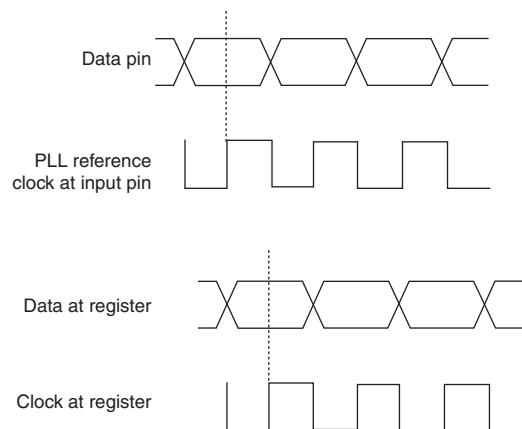 Data pin
PLL reference
clock at input pin
Data at register
Clock at register